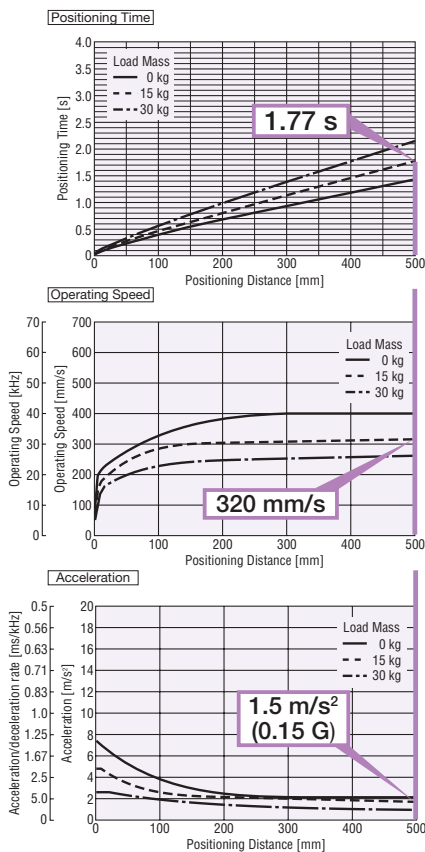 Positioning Time
4.0
3.5
3.0
2.5
2.0
1.5
1.0
0.5
0
Positioning Time [s]
Load Mass
0 kg
15 kg
30 kg
1.77 s
0 100 200 300 400 500
Positioning Distance [mm]
Operating Speed
70
60
50
40
30
20
10
0
Operating Speed [kHz]
700
600
500
400
300
200
100
0
Operating Speed [mm/s]
Load Mass
0 kg
15 kg
30 kg
320 mm/s
0 100 200 300 400 500
Positioning Distance [mm]
Acceleration
0.5
0.56
0.63
0.71
0.83
1.0
1.25
1.67
2.5
5.0
0
Acceleration/deceleration rate [ms/kHz]
20
18
16
14
12
10
8
6
4
2
0
Acceleration [m/s²]
Load Mass
0 kg
15 kg
30 kg
1.5 m/s²
(0.15 G)
0 100 200 300 400 500
Positioning Distance [mm]